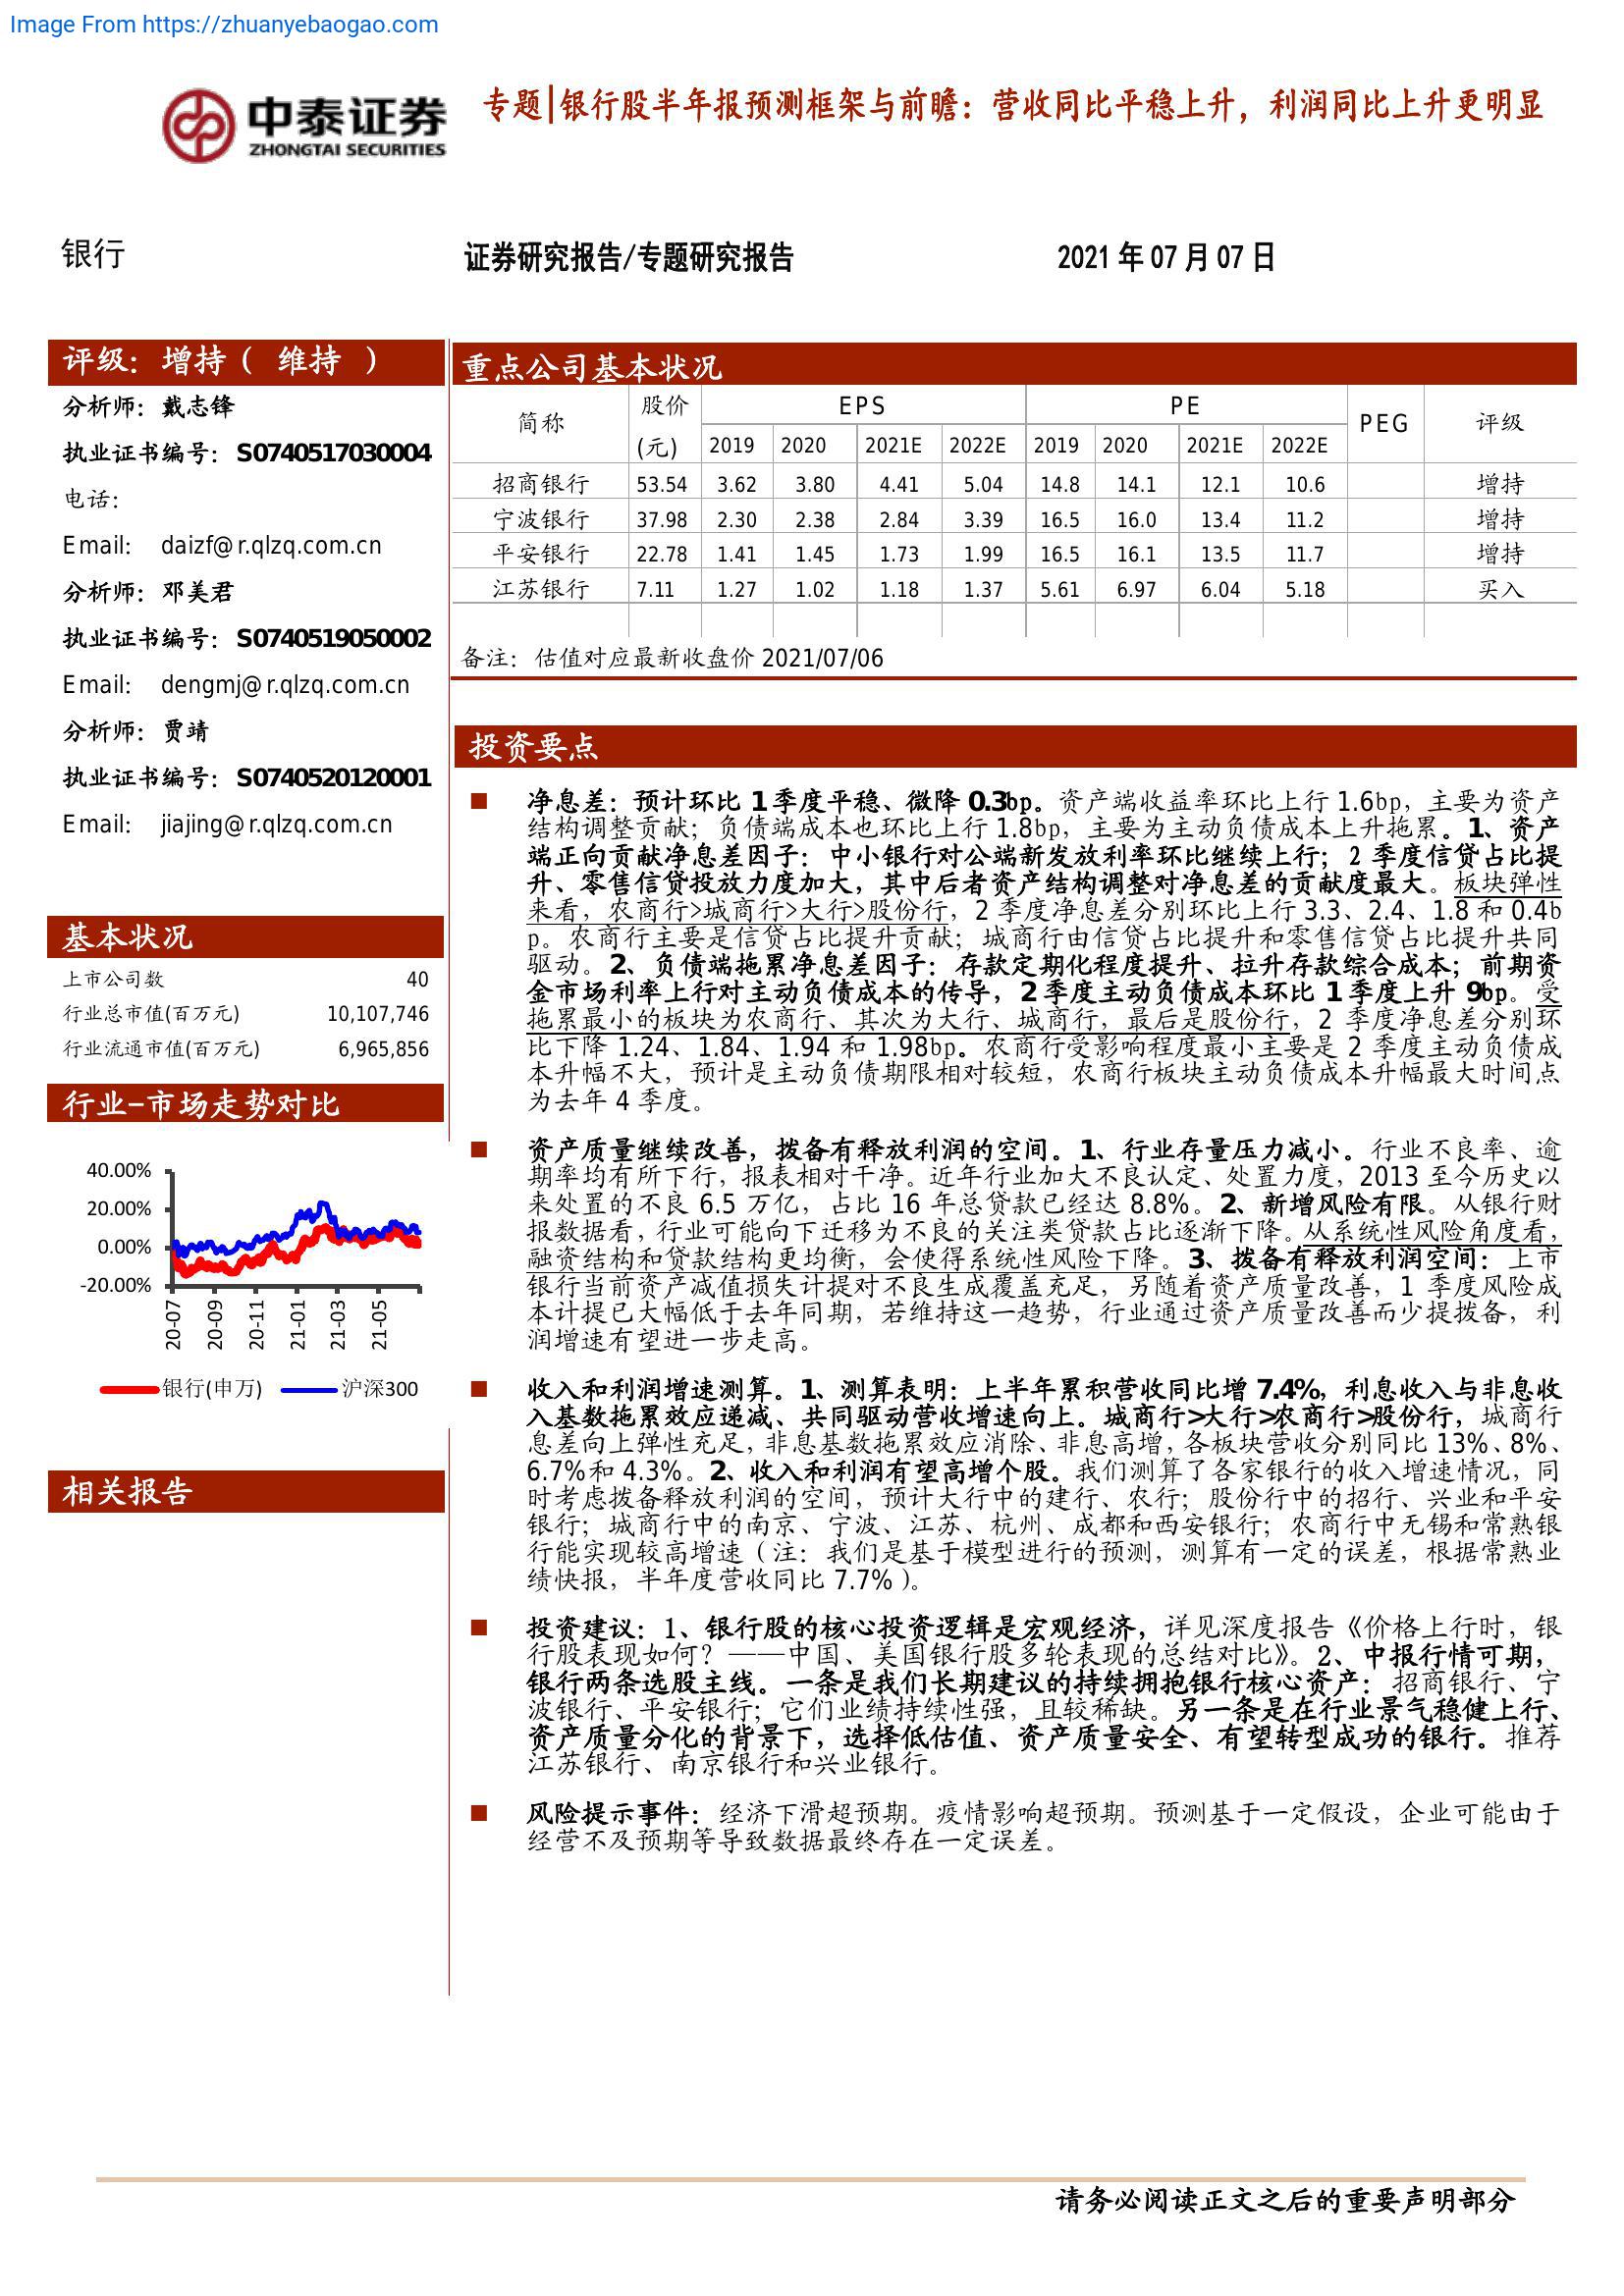 Image From https://zhuanyebaogao.com
中泰证券
ZHONGTAI SECURITIES
专题|银行股半年报预测框架与前瞻：营收同比平稳上升，利润同比上升更明显
银行
证券研究报告/专题研究报告
2021 年 07 月 07 日
评级：增持（ 维持 ）
分析师：戴志锋
执业证书编号：S0740517030004
电话：
Email： daizf@r.qlzq.com.cn
分析师：邓美君
执业证书编号：S0740519050002
Email： dengmj@r.qlzq.com.cn
分析师：贾靖
执业证书编号：S0740520120001
Email： jiajing@r.qlzq.com.cn
基本状况
上市公司数 40
行业总市值(百万元) 10,107,746
行业流通市值(百万元) 6,965,856
行业-市场走势对比
40.00%
20.00%
0.00%
-20.00%
20-07 20-09 20-11 21-01 21-03 21-05
银行(申万) 沪深300
相关报告
重点公司基本状况
简称 股价(元) EPS PE PEG 评级
2019 2020 2021E 2022E 2019 2020 2021E 2022E
招商银行 53.54 3.62 3.80 4.41 5.04 14.8 14.1 12.1 10.6 增持
宁波银行 37.98 2.30 2.38 2.84 3.39 16.5 16.0 13.4 11.2 增持
平安银行 22.78 1.41 1.45 1.73 1.99 16.5 16.1 13.5 11.7 增持
江苏银行 7.11 1.27 1.02 1.18 1.37 5.61 6.97 6.04 5.18 买入
备注：估值对应最新收盘价 2021/07/06
投资要点
■ 净息差：预计环比 1 季度平稳、微降 0.3bp。资产端收益率环比上行 1.6bp，主要为资产
结构调整贡献；负债端成本也环比上行 1.8bp，主要为主动负债成本上升拖累。1、资产
端正向贡献净息差因子：中小银行对公端新发放利率环比继续上行；2 季度信贷占比提
升、零售信贷投放力度加大，其中后者资产结构调整对净息差的贡献度最大。板块弹性
来看，农商行>城商行>大行>股份行，2 季度净息差分别环比上行 3.3、2.4、1.8 和 0.4b
p。农商行主要是信贷占比提升贡献；城商行由信贷占比提升和零售信贷占比提升共同
驱动。2、负债端拖累净息差因子：存款定期化程度提升、拉升存款综合成本；前期资
金市场利率上行对主动负债成本的传导，2 季度主动负债成本环比 1 季度上升 9bp。受
拖累最小的板块为农商行、其次为大行、城商行，最后是股份行，2 季度净息差分别环
比下降 1.24、1.84、1.94 和 1.98bp。农商行受影响程度最小主要是 2 季度主动负债成
本升幅不大，预计是主动负债期限相对较短，农商行板块主动负债成本升幅最大时间点
为去年 4 季度。
■ 资产质量继续改善，拨备有释放利润的空间。1、行业存量压力减小。行业不良率、逾
期率均有所下行，报表相对干净。近年行业加大不良认定、处置力度，2013 至今历史以
来处置的不良 6.5 万亿，占比 16 年总贷款已经达 8.8%。2、新增风险有限。从银行财
报数据看，行业可能向下迁移为不良的关注类贷款占比逐渐下降。从系统性风险角度看，
融资结构和贷款结构更均衡，会使得系统性风险下降。3、拨备有释放利润空间：上市
银行当前资产减值损失计提对不良生成覆盖充足，另随着资产质量改善，1 季度风险成
本计提已大幅低于去年同期，若维持这一趋势，行业通过资产质量改善而少提拨备，利
润增速有望进一步走高。
■ 收入和利润增速测算。1、测算表明：上半年累积营收同比增 7.4%，利息收入与非息收
入基数拖累效应递减、共同驱动营收增速向上。城商行>大行>农商行>股份行，城商行
息差向上弹性充足，非息基数拖累效应消除、非息高增，各板块营收分别同比 13%、8%、
6.7%和 4.3%。2、收入和利润有望高增个股。我们测算了各家银行的收入增速情况，同
时考虑拨备释放利润的空间，预计大行中的建行、农行；股份行中的招行、兴业和平安
银行；城商行中的南京、宁波、江苏、杭州、成都和西安银行；农商行中无锡和常熟银
行能实现较高增速（注：我们是基于模型进行的预测，测算有一定的误差，根据常熟业
绩快报，半年度营收同比 7.7%）。
■ 投资建议：1、银行股的核心投资逻辑是宏观经济，详见深度报告《价格上行时，银
行股表现如何？——中国、美国银行股多轮表现的总结对比》。2、中报行情可期，
银行两条选股主线。一条是我们长期建议的持续拥抱银行核心资产：招商银行、宁
波银行、平安银行；它们业绩持续性强，且较稀缺。另一条是在行业景气稳健上行、
资产质量分化的背景下，选择低估值、资产质量安全、有望转型成功的银行。推荐
江苏银行、南京银行和兴业银行。
■ 风险提示事件：经济下滑超预期。疫情影响超预期。预测基于一定假设，企业可能由于
经营不及预期等导致数据最终存在一定误差。
请务必阅读正文之后的重要声明部分